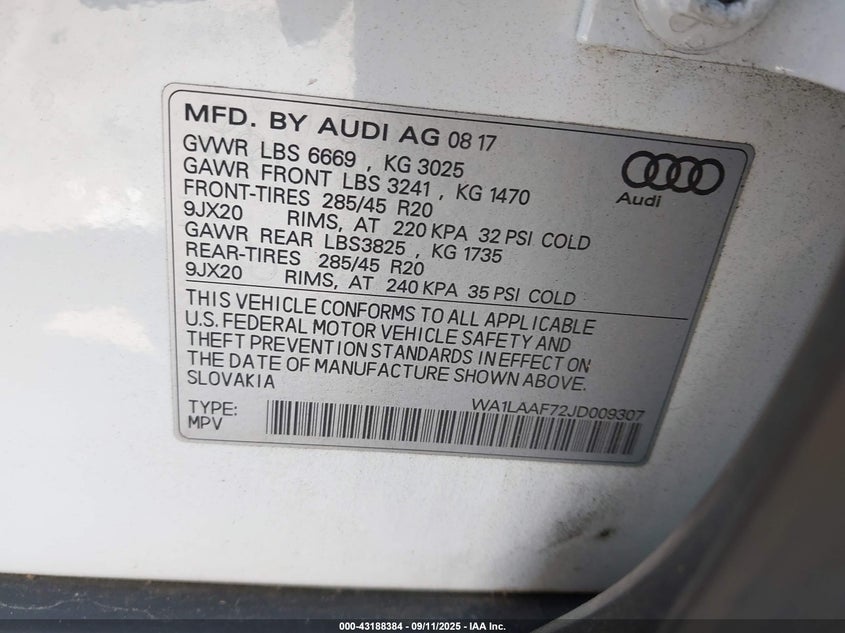 MFD. BY AUDI AG 08 17
GVWR LBS 6669 , KG 3025
GAWR FRONT LBS 3241 , KG 1470
FRONT-TIRES 285/45 R20
9JX20 RIMS, AT 220 KPA 32 PSI COLD
GAWR REAR LBS3825 , KG 1735
REAR-TIRES 285/45 R20
9JX20 RIMS, AT 240 KPA 35 PSI COLD
Audi
THIS VEHICLE CONFORMS TO ALL APPLICABLE
U.S. FEDERAL MOTOR VEHICLE SAFETY AND
THEFT PREVENTION STANDARDS IN EFFECT ON
THE DATE OF MANUFACTURE SHOWN ABOVE.
SLOVAKIA
WA1LAAF72JD009307
TYPE:
MPV
000-43188384 - 09/11/2025 - IAA Inc.